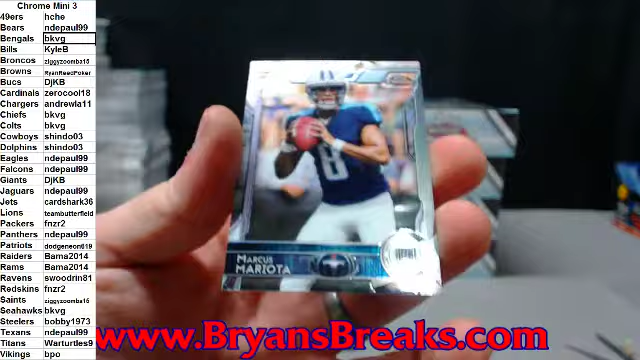 Chrome Mini 3
49ers hche
Bears ndepaul99
Bengals bkvg
Bills KyleB
Broncos ziggyzoomba15
Browns RyanReedPoker
Bucs DjKB
Cardinals zerocool18
Chargers andrewla11
Chiefs bkvg
Colts bkvg
Cowboys shindo03
Dolphins shindo03
Eagles ndepaul99
Falcons ndepaul99
Giants DjKB
Jaguars ndepaul99
Jets cardshark36
Lions teambutterfield
Packers fnzr2
Panthers ndepaul99
Patriots dodgeneon619
Raiders Bama2014
Rams Bama2014
Ravens swoodrin81
Redskins fnzr2
Saints ziggyzoomba15
Seahawks bkvg
Steelers bobby1973
Texans ndepaul99
Titans Warturtles9
Vikings bpo
8
MARCUS
MARIOTA
www.BryansBreaks.com